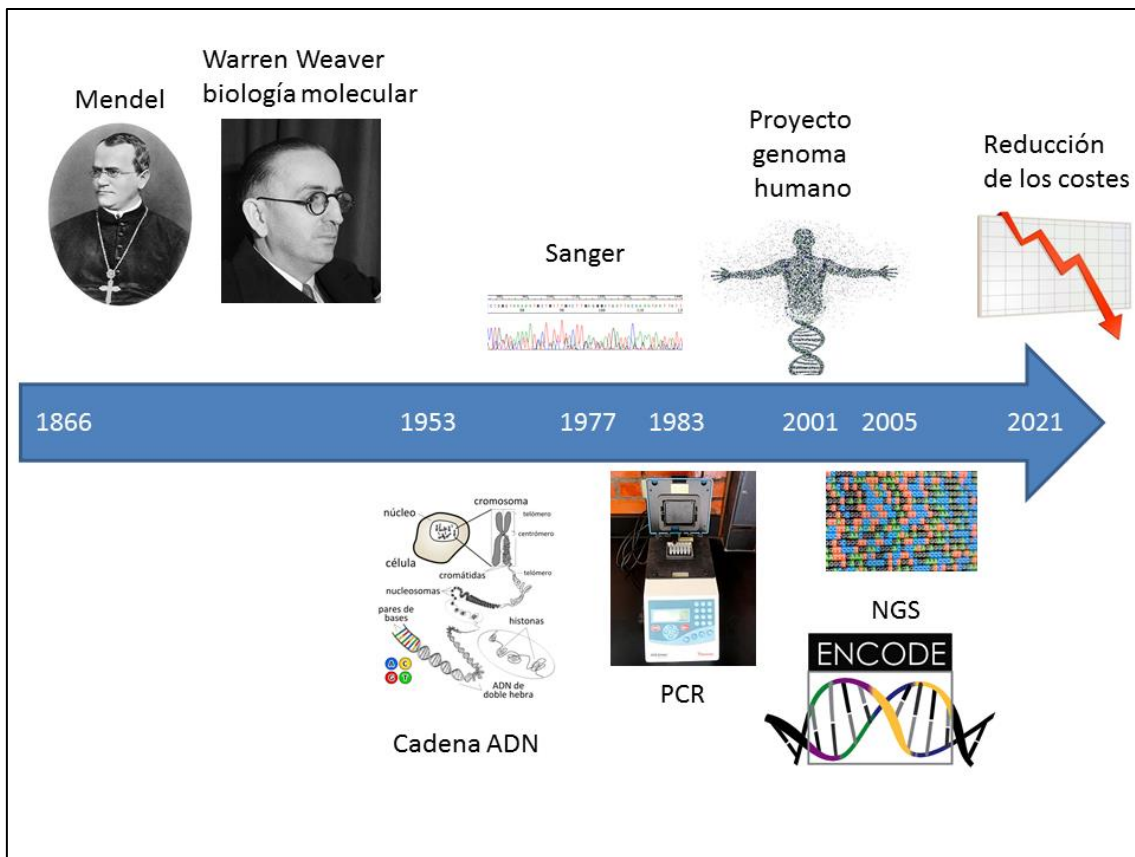 Mendel
Warren Weaver
biología molecular
Sanger
Proyecto
genoma
humano
Reducción
de los costes
1866 1953 1977 1983 2001 2005 2021
cromosoma
núcleo
telómero
centrómero
célula
telómero
cromátidas
nucleosomas
pares de
bases
histonas
A C
G T
ADN de
doble hebra
Cadena ADN
PCR
NGS
ENCODE